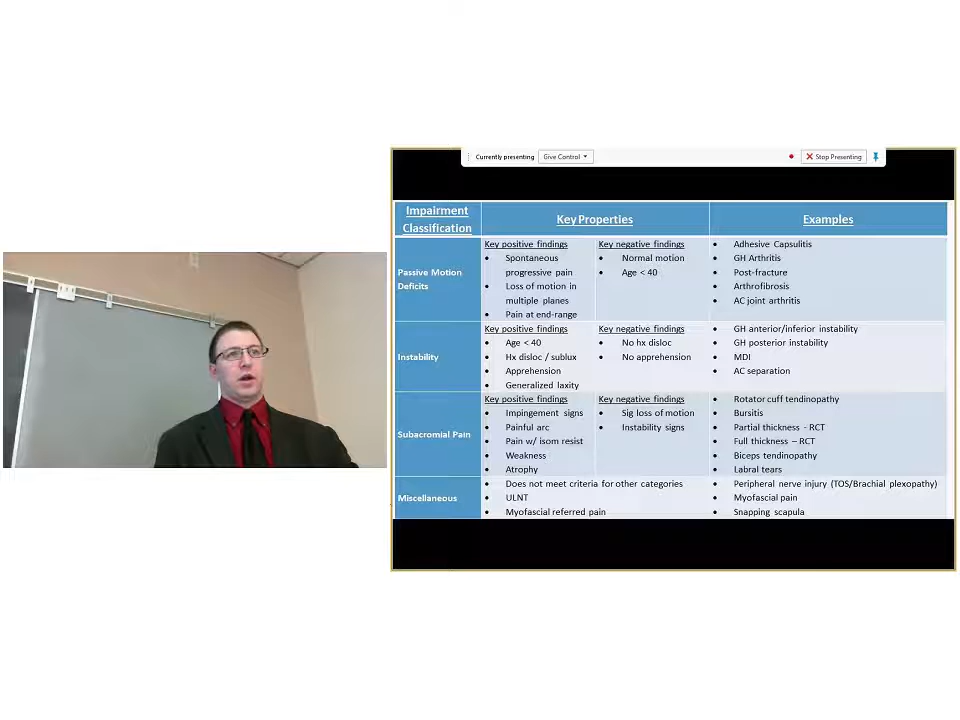 Currently presenting Give Control Stop Presenting
Impairment
Classification
Key Properties
Examples
Passive Motion
Deficits
Key positive findings
• Spontaneous
progressive pain
• Loss of motion in
multiple planes
• Pain at end-range
Key negative findings
• Normal motion
• Age < 40
• Adhesive Capsulitis
• GH Arthritis
• Post-fracture
• Arthrofibrosis
• AC joint arthritis
Instability
Key positive findings
• Age < 40
• Hx disloc / sublux
• Apprehension
• Generalized laxity
Key negative findings
• No hx disloc
• No apprehension
• GH anterior/inferior instability
• GH posterior instability
• MDI
• AC separation
Subacromial Pain
Key positive findings
• Impingement signs
• Painful arc
• Pain w/ isom resist
• Weakness
• Atrophy
Key negative findings
• Sig loss of motion
• Instability signs
• Rotator cuff tendinopathy
• Bursitis
• Partial thickness - RCT
• Full thickness – RCT
• Biceps tendinopathy
• Labral tears
Miscellaneous
• Does not meet criteria for other categories
• ULNT
• Myofascial referred pain
• Peripheral nerve injury (TOS/Brachial plexopathy)
• Myofascial pain
• Snapping scapula